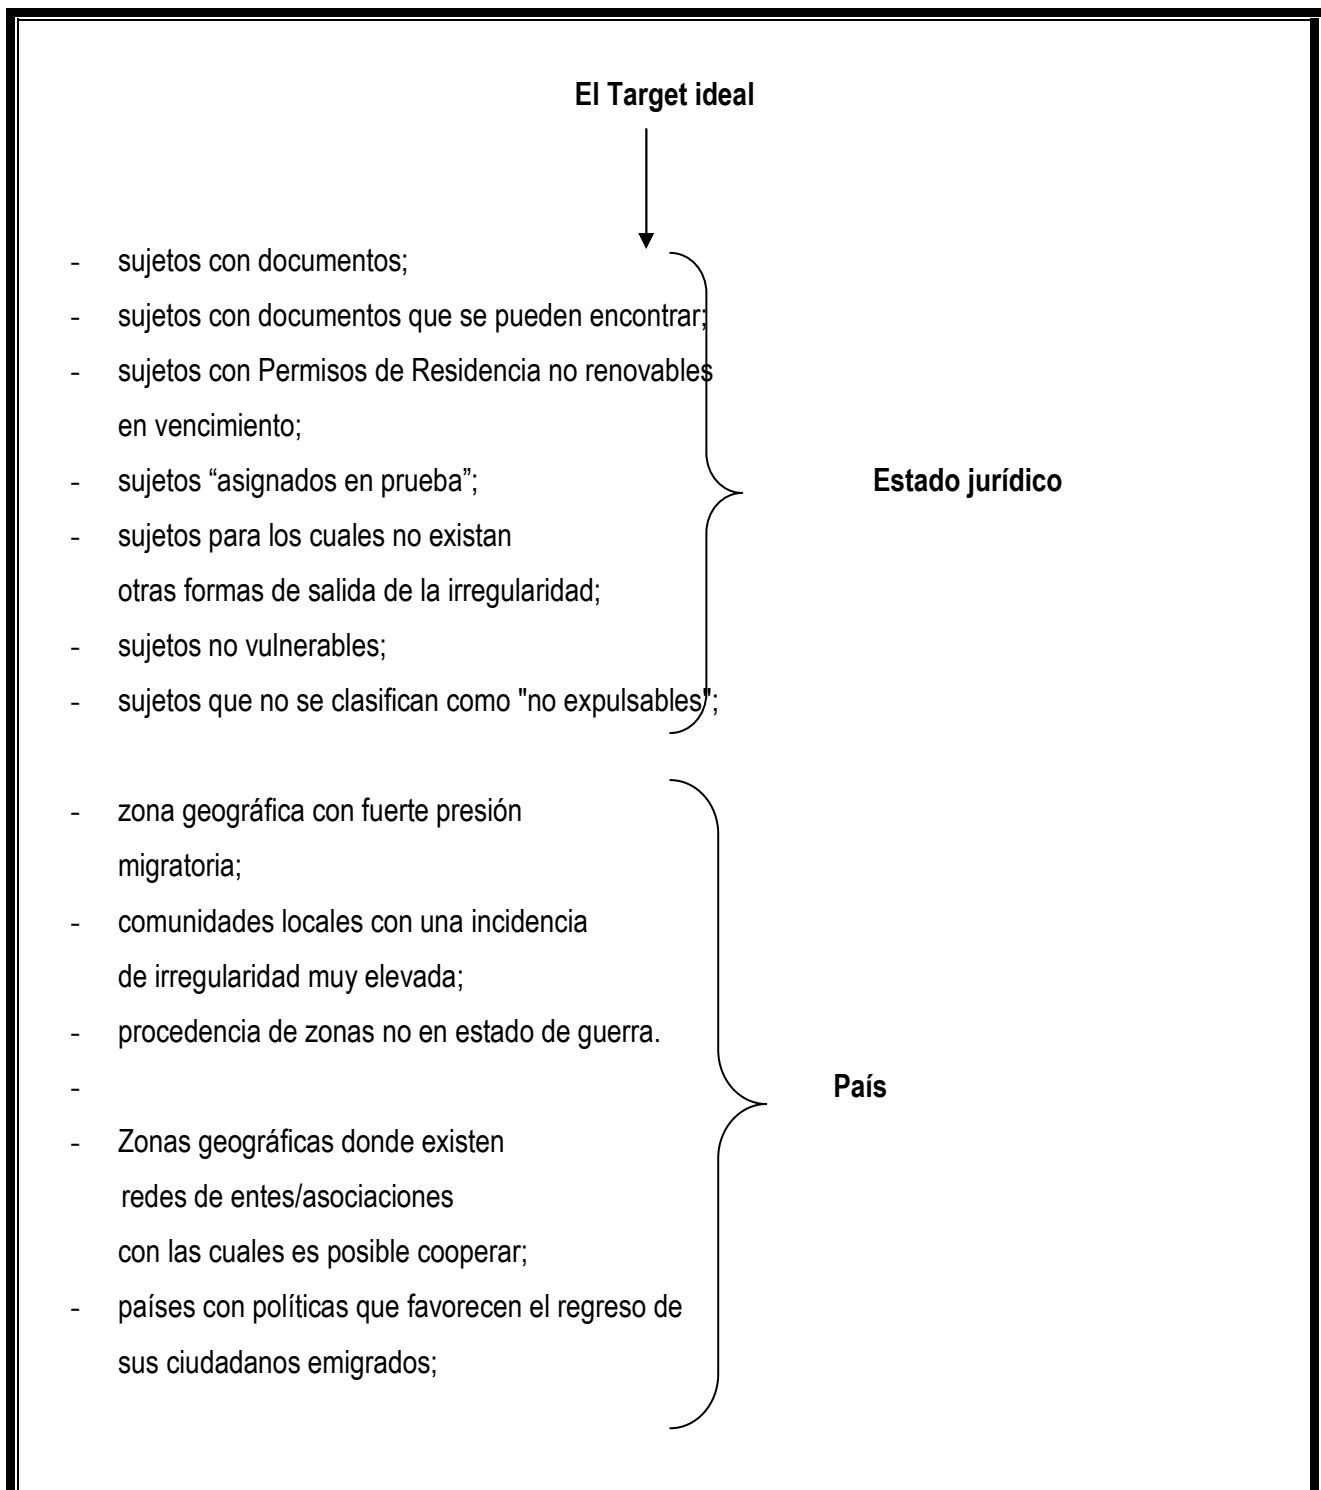 El Target ideal
- sujetos con documentos;
- sujetos con documentos que se pueden encontrar;
- sujetos con Permisos de Residencia no renovables
en vencimiento;
- sujetos “asignados en prueba”;
Estado jurídico
- sujetos para los cuales no existan
otras formas de salida de la irregularidad;
- sujetos no vulnerables;
- sujetos que no se clasifican como "no expulsables";
- zona geográfica con fuerte presión
migratoria;
- comunidades locales con una incidencia
de irregularidad muy elevada;
- procedencia de zonas no en estado de guerra.
-
País
- Zonas geográficas donde existen
redes de entes/asociaciones
con las cuales es posible cooperar;
- países con políticas que favorecen el regreso de
sus ciudadanos emigrados;